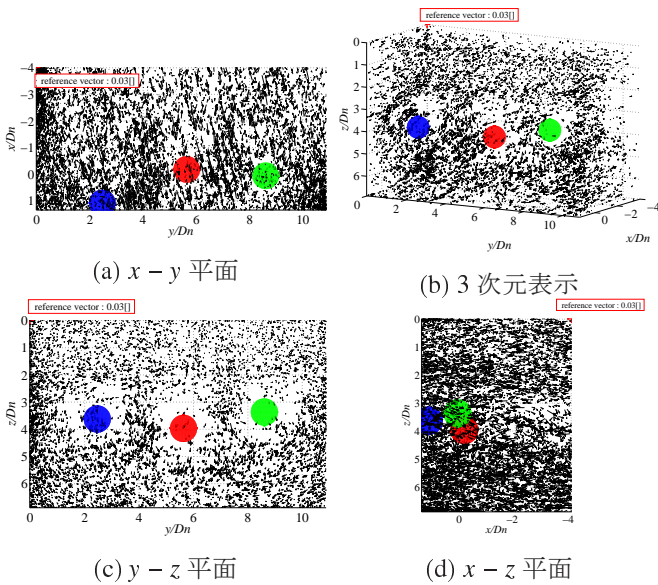 reference vector : 0.03[]
−4
−3
−2
x/Dn
−1
0
1
0 2 4 6 8 10
y/Dn
(a) x − y 平面
reference vector : 0.03[]
0
1
2
3
z/Dn
4
5
6
0
2
4
6
8
10
y/Dn
0
−2
−4
x/Dn
(b) 3 次元表示
reference vector : 0.03[]
0
1
2
3
z/Dn
4
5
6
0 2 4 6 8 10
y/Dn
(c) y − z 平面
reference vector : 0.03[]
0
1
2
3
z/Dn
4
5
6
0 −2 −4
x/Dn
(d) x − z 平面